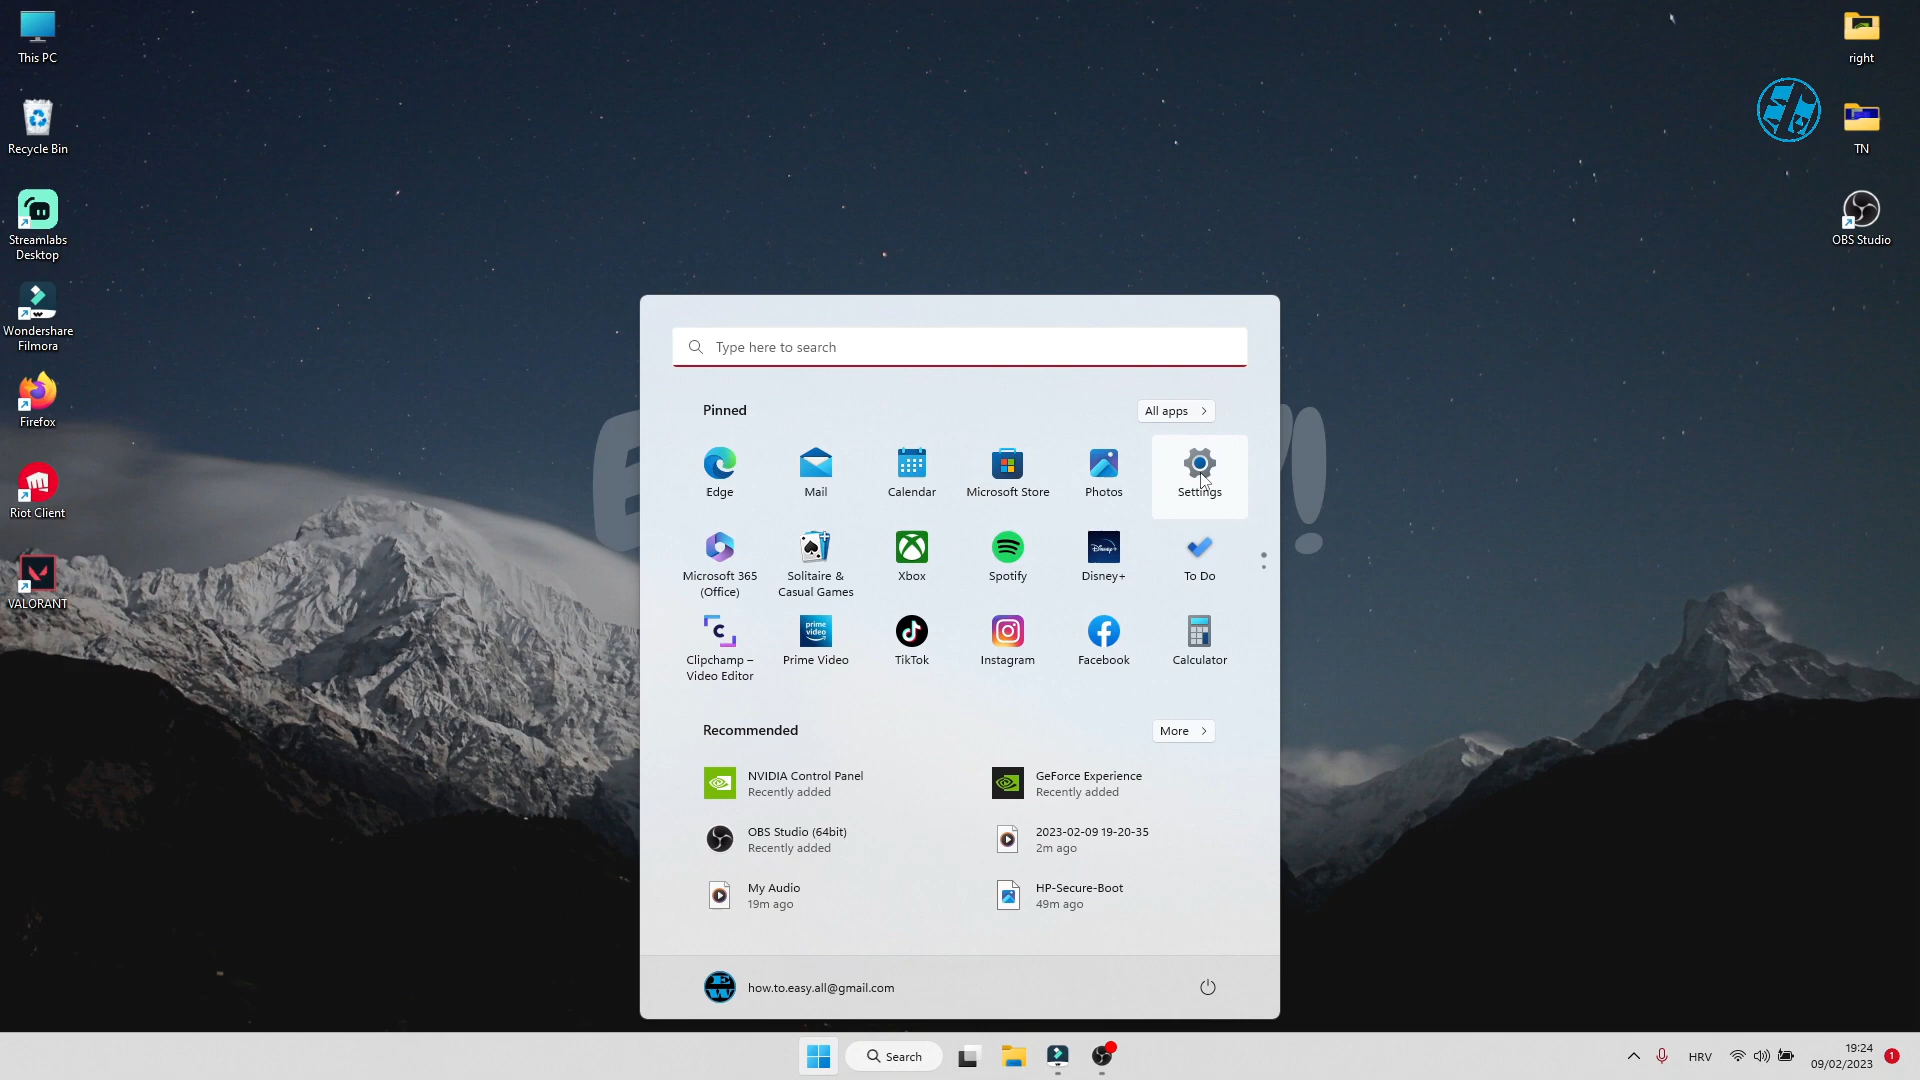 This PC
Recycle Bin
Streamlabs
Desktop
Wondershare
Filmora
Firefox
Riot Client
VALORANT
right
TN
OBS Studio
Type here to search
Pinned
All apps
Edge
Mail
Calendar
Microsoft Store
Photos
Settings
Microsoft 365
(Office)
Solitaire &
Casual Games
Xbox
Spotify
Disney+
Disney+
To Do
Clipchamp –
Video Editor
prime
video
Prime Video
TikTok
Instagram
Facebook
Calculator
Recommended
More
NVIDIA Control Panel
Recently added
GeForce Experience
Recently added
OBS Studio (64bit)
Recently added
2023-02-09 19-20-35
2m ago
My Audio
19m ago
HP-Secure-Boot
49m ago
how.to.easy.all@gmail.com
Search
HRV
19:24
09/02/2023
1